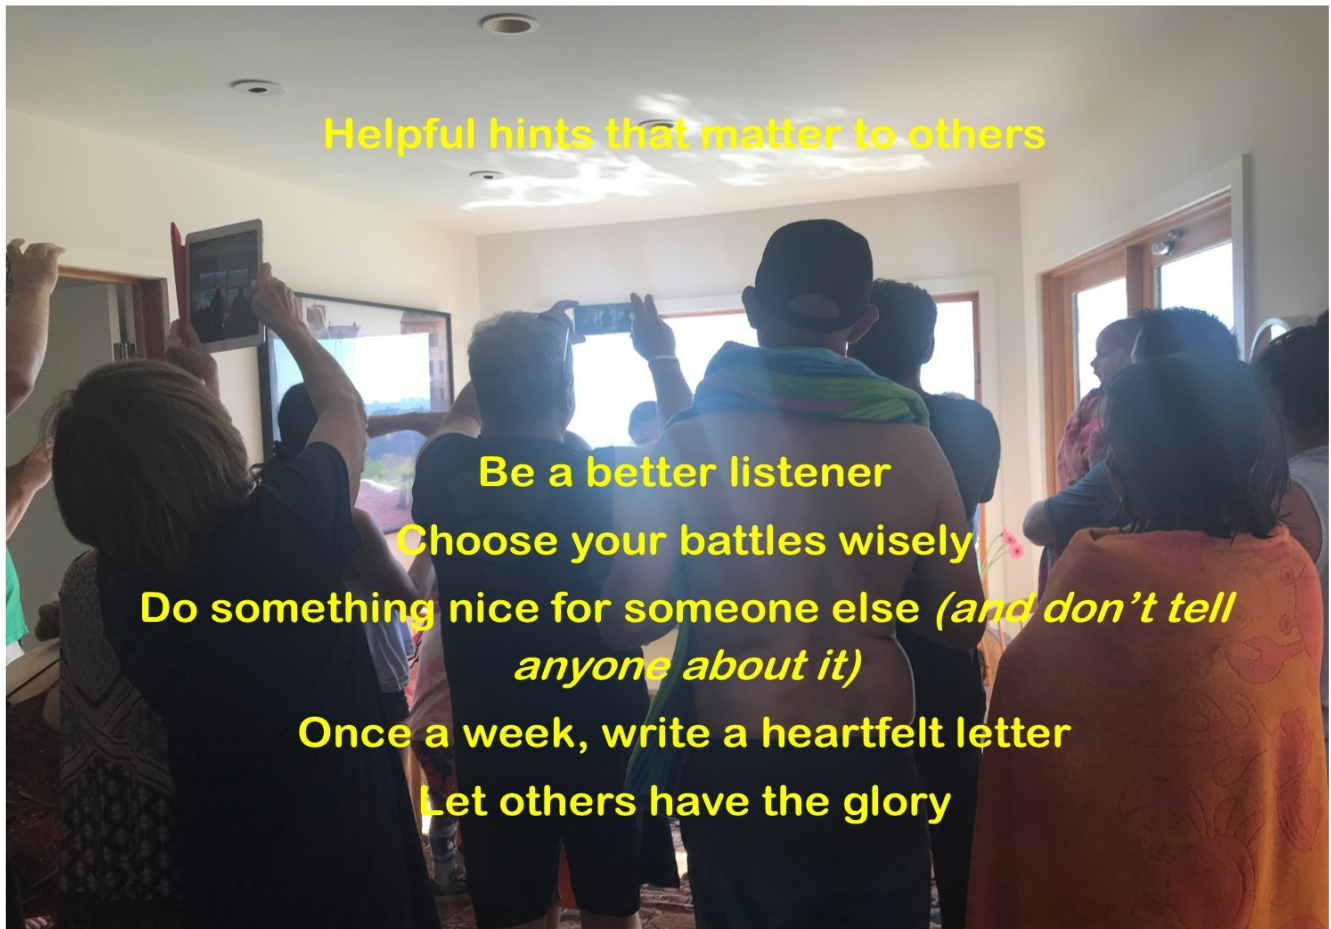 Helpful hints that matter to others
Be a better listener
Choose your battles wisely
Do something nice for someone else (and don’t tell
anyone about it)
Once a week, write a heartfelt letter
Let others have the glory